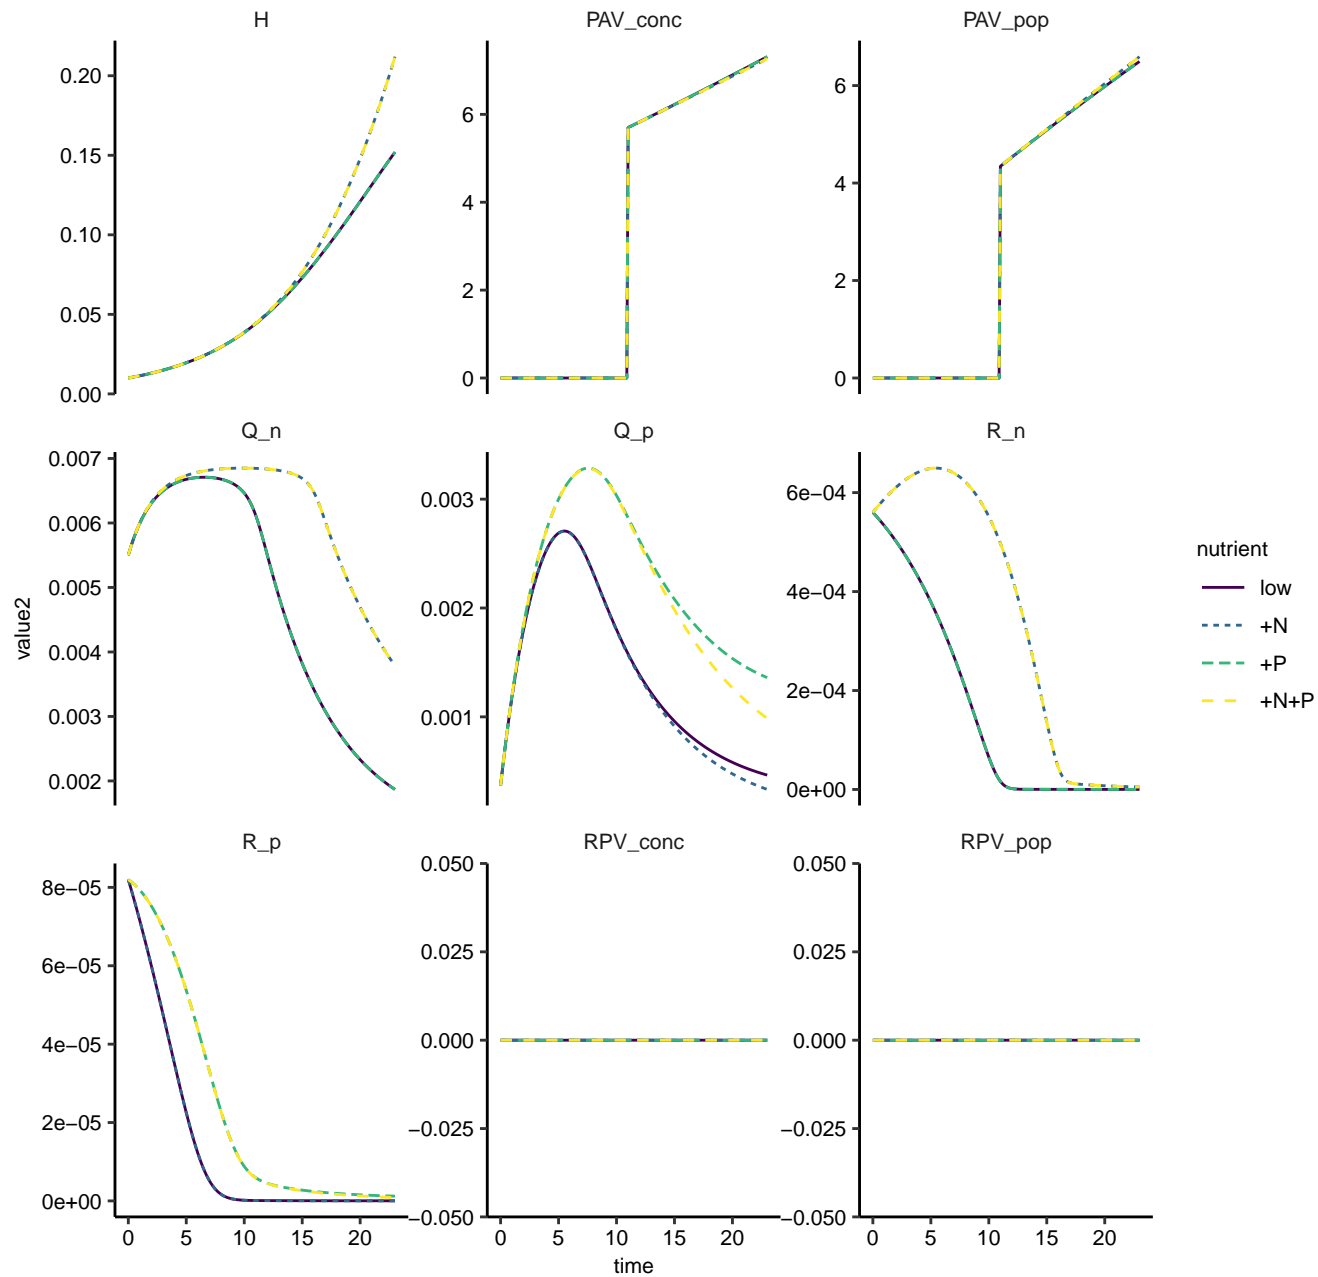 H
PAV_conc
PAV_pop
0.20
0.15
0.10
0.05
0.00
6
4
2
0
6
4
2
0
Q_n
Q_p
R_n
0.007
0.006
0.005
0.004
0.003
0.002
0.003
0.002
0.001
6e−04
4e−04
2e−04
0e+00
value2
nutrient
low
+N
+P
+N+P
R_p
RPV_conc
RPV_pop
8e−05
6e−05
4e−05
2e−05
0e+00
0.050
0.025
0.000
−0.025
−0.050
0.050
0.025
0.000
−0.025
−0.050
0 5 10 15 20
0 5 10 15 20
0 5 10 15 20
time